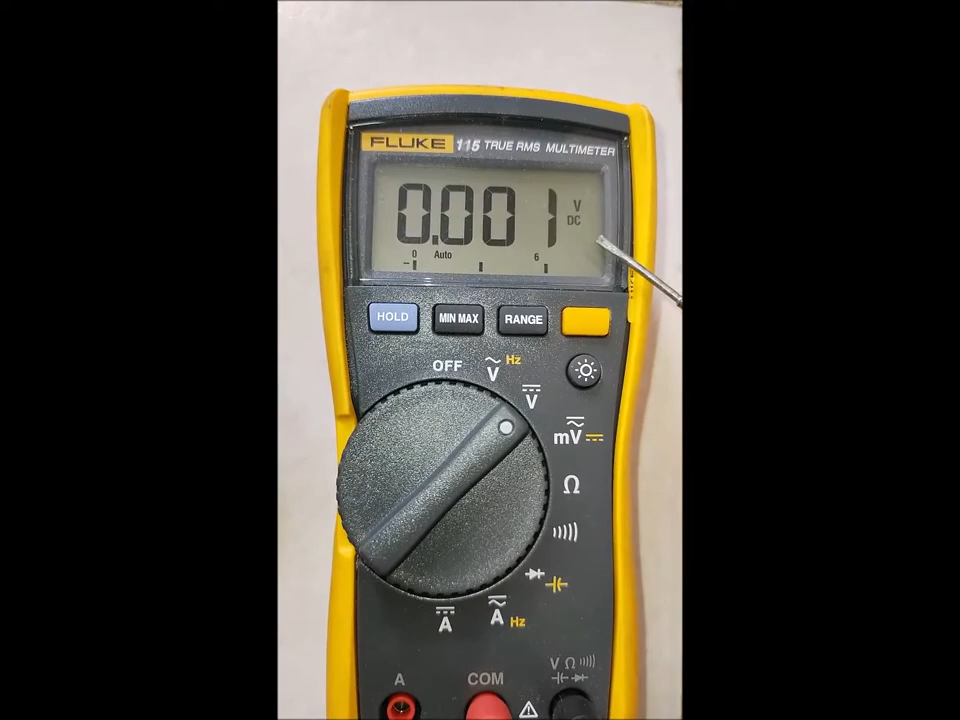 FLUKE 115 TRUE RMS MULTIMETER
0.001 V DC
0 Auto 6
HOLD MIN MAX RANGE
OFF V Hz
V
mV
Ω
A A Hz
A COM V Ω